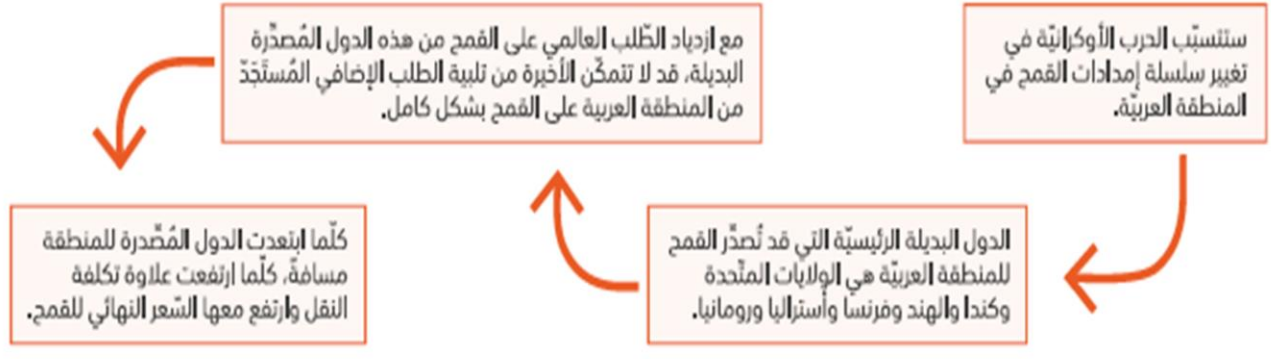 ستتسبّب الحرب الأوكرانيّة في
تغيير سلسلة إمدادات القمح في
المنطقة العربيّة.
الدول البديلة الرئيسيّة التي قد تُصدّر القمح
للمنطقة العربيّة هي الولايات المتّحدة
وكندا والهند وفرنسا وأستراليا ورومانيا.
مع ازدياد الطّلب العالمي على القمح من هذه الدول المُصدّرة
البديلة، قد لا تتمكّن الأخيرة من تلبية الطلب الإضافي المُستَجَدّ
من المنطقة العربية على القمح بشكل كامل.
كلّما ابتعدت الدول المُصّدرة للمنطقة
مسافةً، كلّما ارتفعت علاوة تكلفة
النقل وارتفع معها السّعر النهائي للقمح.